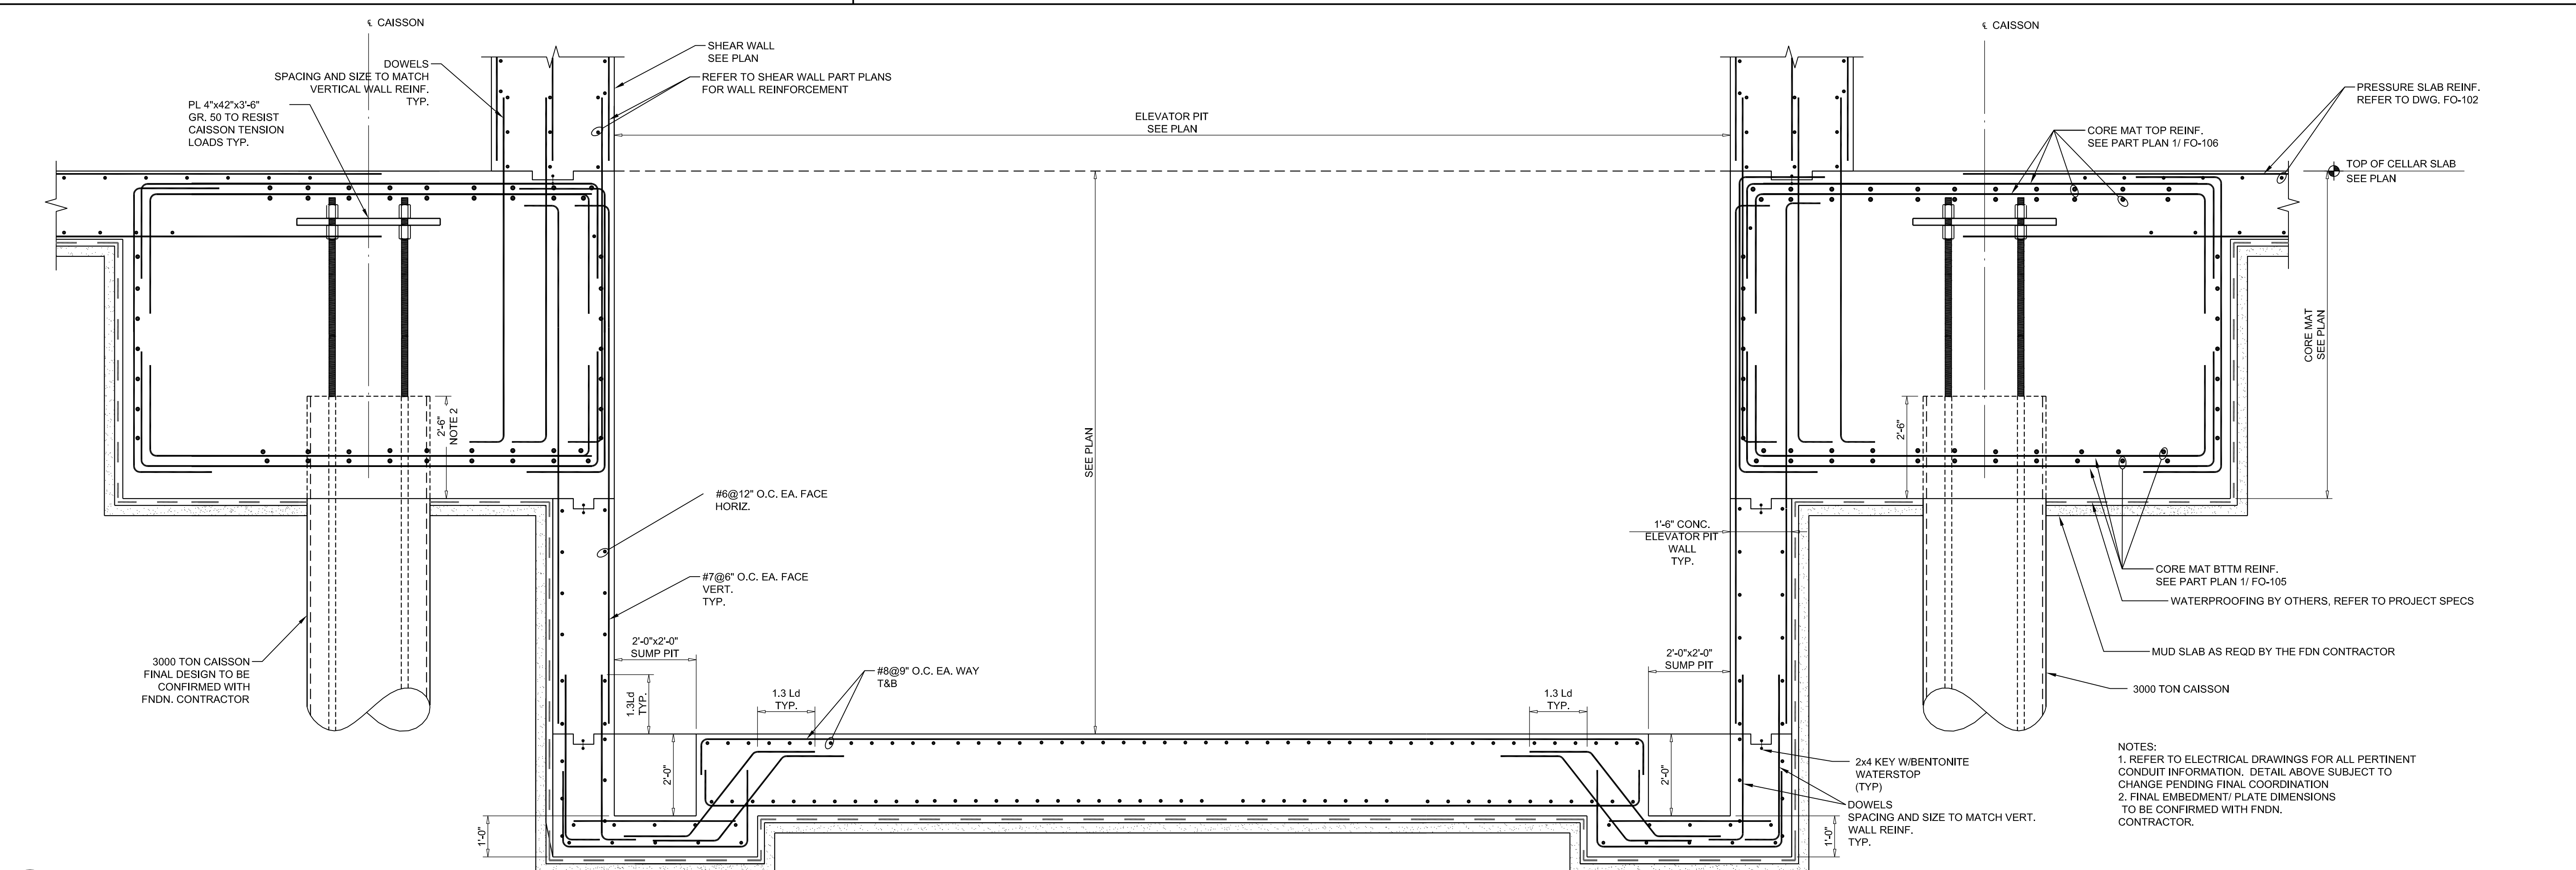 ℄ CAISSON
DOWELS
SPACING AND SIZE TO MATCH
VERTICAL WALL REINF.
TYP.
PL 4"x42"x3'-6"
GR. 50 TO RESIST
CAISSON TENSION
LOADS TYP.
SHEAR WALL
SEE PLAN
REFER TO SHEAR WALL PART PLANS
FOR WALL REINFORCEMENT
ELEVATOR PIT
SEE PLAN
℄ CAISSON
PRESSURE SLAB REINF.
REFER TO DWG. FO-102
CORE MAT TOP REINF.
SEE PART PLAN 1/ FO-106
TOP OF CELLAR SLAB
SEE PLAN
CORE MAT
SEE PLAN
2'-6"
NOTE 2
SEE PLAN
2'-6"
#6@12" O.C. EA. FACE
HORIZ.
#7@6" O.C. EA. FACE
VERT.
TYP.
1'-6" CONC.
ELEVATOR PIT
WALL
TYP.
CORE MAT BTTM REINF.
SEE PART PLAN 1/ FO-105
WATERPROOFING BY OTHERS, REFER TO PROJECT SPECS
MUD SLAB AS REQD BY THE FDN CONTRACTOR
3000 TON CAISSON
3000 TON CAISSON
FINAL DESIGN TO BE
CONFIRMED WITH
FNDN. CONTRACTOR
2'-0"x2'-0"
SUMP PIT
1.3Ld
TYP.
1.3 Ld
TYP.
#8@9" O.C. EA. WAY
T&B
1.3 Ld
TYP.
2'-0"x2'-0"
SUMP PIT
2'-0"
2'-0"
1'-0"
1'-0"
2x4 KEY W/BENTONITE
WATERSTOP
(TYP)
DOWELS
SPACING AND SIZE TO MATCH VERT.
WALL REINF.
TYP.
NOTES:
1. REFER TO ELECTRICAL DRAWINGS FOR ALL PERTINENT
CONDUIT INFORMATION. DETAIL ABOVE SUBJECT TO
CHANGE PENDING FINAL COORDINATION
2. FINAL EMBEDMENT/ PLATE DIMENSIONS
TO BE CONFIRMED WITH FNDN.
CONTRACTOR.